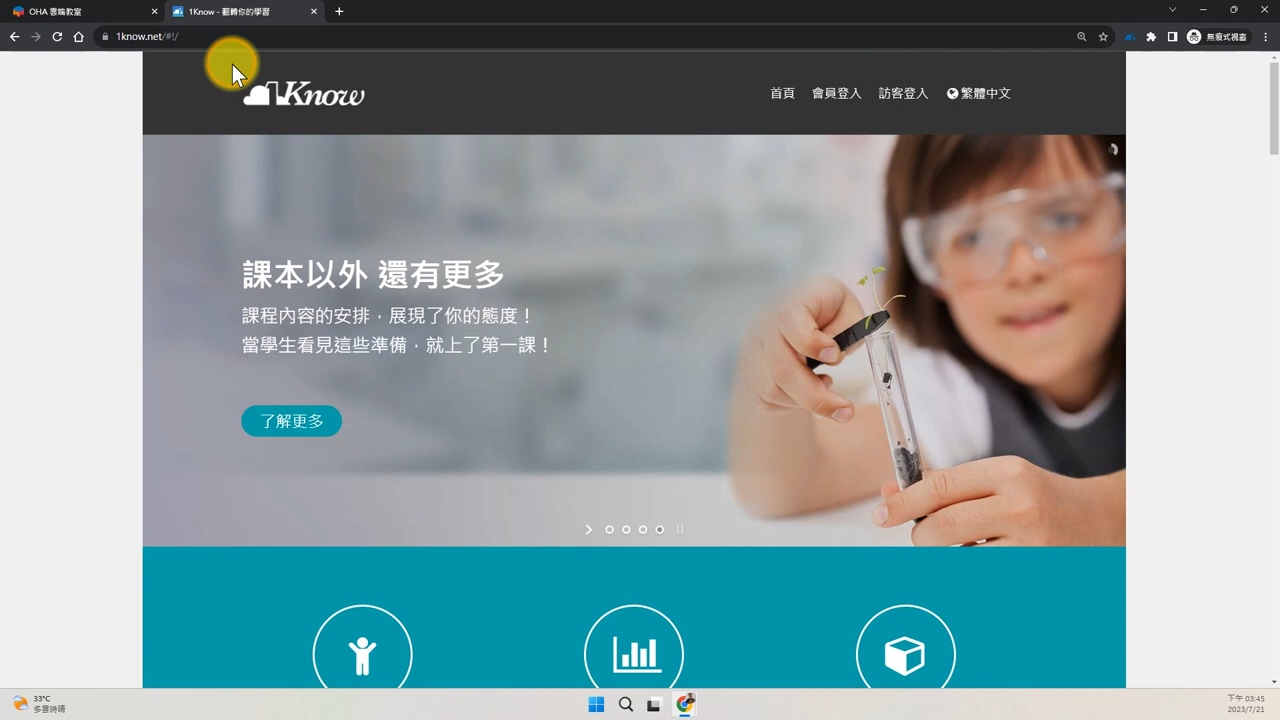 OHA 雲端教室
1Know - 翻轉你的學習
1know.net/#!/
無痕式視窗
1Know
首頁
會員登入
訪客登入
繁體中文
課本以外 還有更多
課程內容的安排，展現了你的態度！
當學生看見這些準備，就上了第一課！
了解更多
33°C
多雲時晴
下午 03:45
2023/7/21